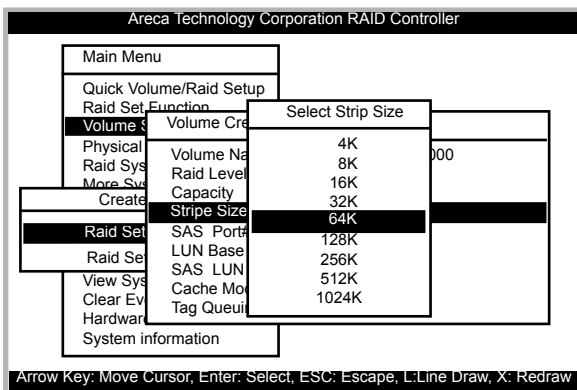 Areca Technology Corporation RAID Controller
Main Menu
Quick Volume/Raid Setup
Raid Set Function
Volume S
Physical
Raid Sys
More Sys
View Sys
Clear Ev
Hardwar
System information
Create
Raid Set
Raid Se
Volume Cre
Volume Na 000
Raid Level
Capacity
Stripe Size
SAS Port#
LUN Base
SAS LUN
Cache Mod
Tag Queuin
Select Strip Size
4K
8K
16K
32K
64K
128K
256K
512K
1024K
Arrow Key: Move Cursor, Enter: Select, ESC: Escape, L:Line Draw, X: Redraw